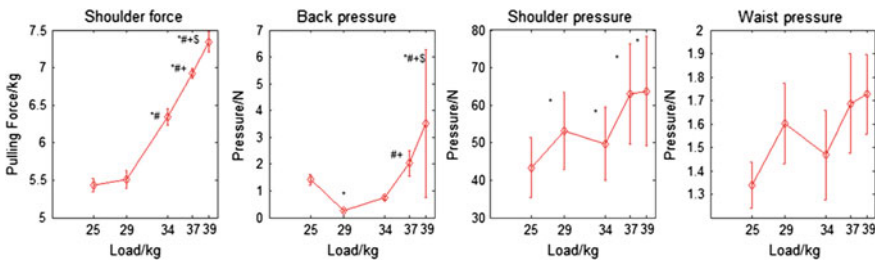 Shoulder force
Pulling Force/kg
7.5
7
6.5
6
5.5
5
*#
*#+
*#+$
25 29 34 37 39
Load/kg
Back pressure
Pressure/N
7
6
5
4
3
2
1
0
*
#+
*#+$
25 29 34 37 39
Load/kg
Shoulder pressure
Pressure/N
80
70
60
50
40
30
*
*
*
*
25 29 34 37 39
Load/kg
Waist pressure
Pressure/N
2
1.9
1.8
1.7
1.6
1.5
1.4
1.3
25 29 34 37 39
Load/kg